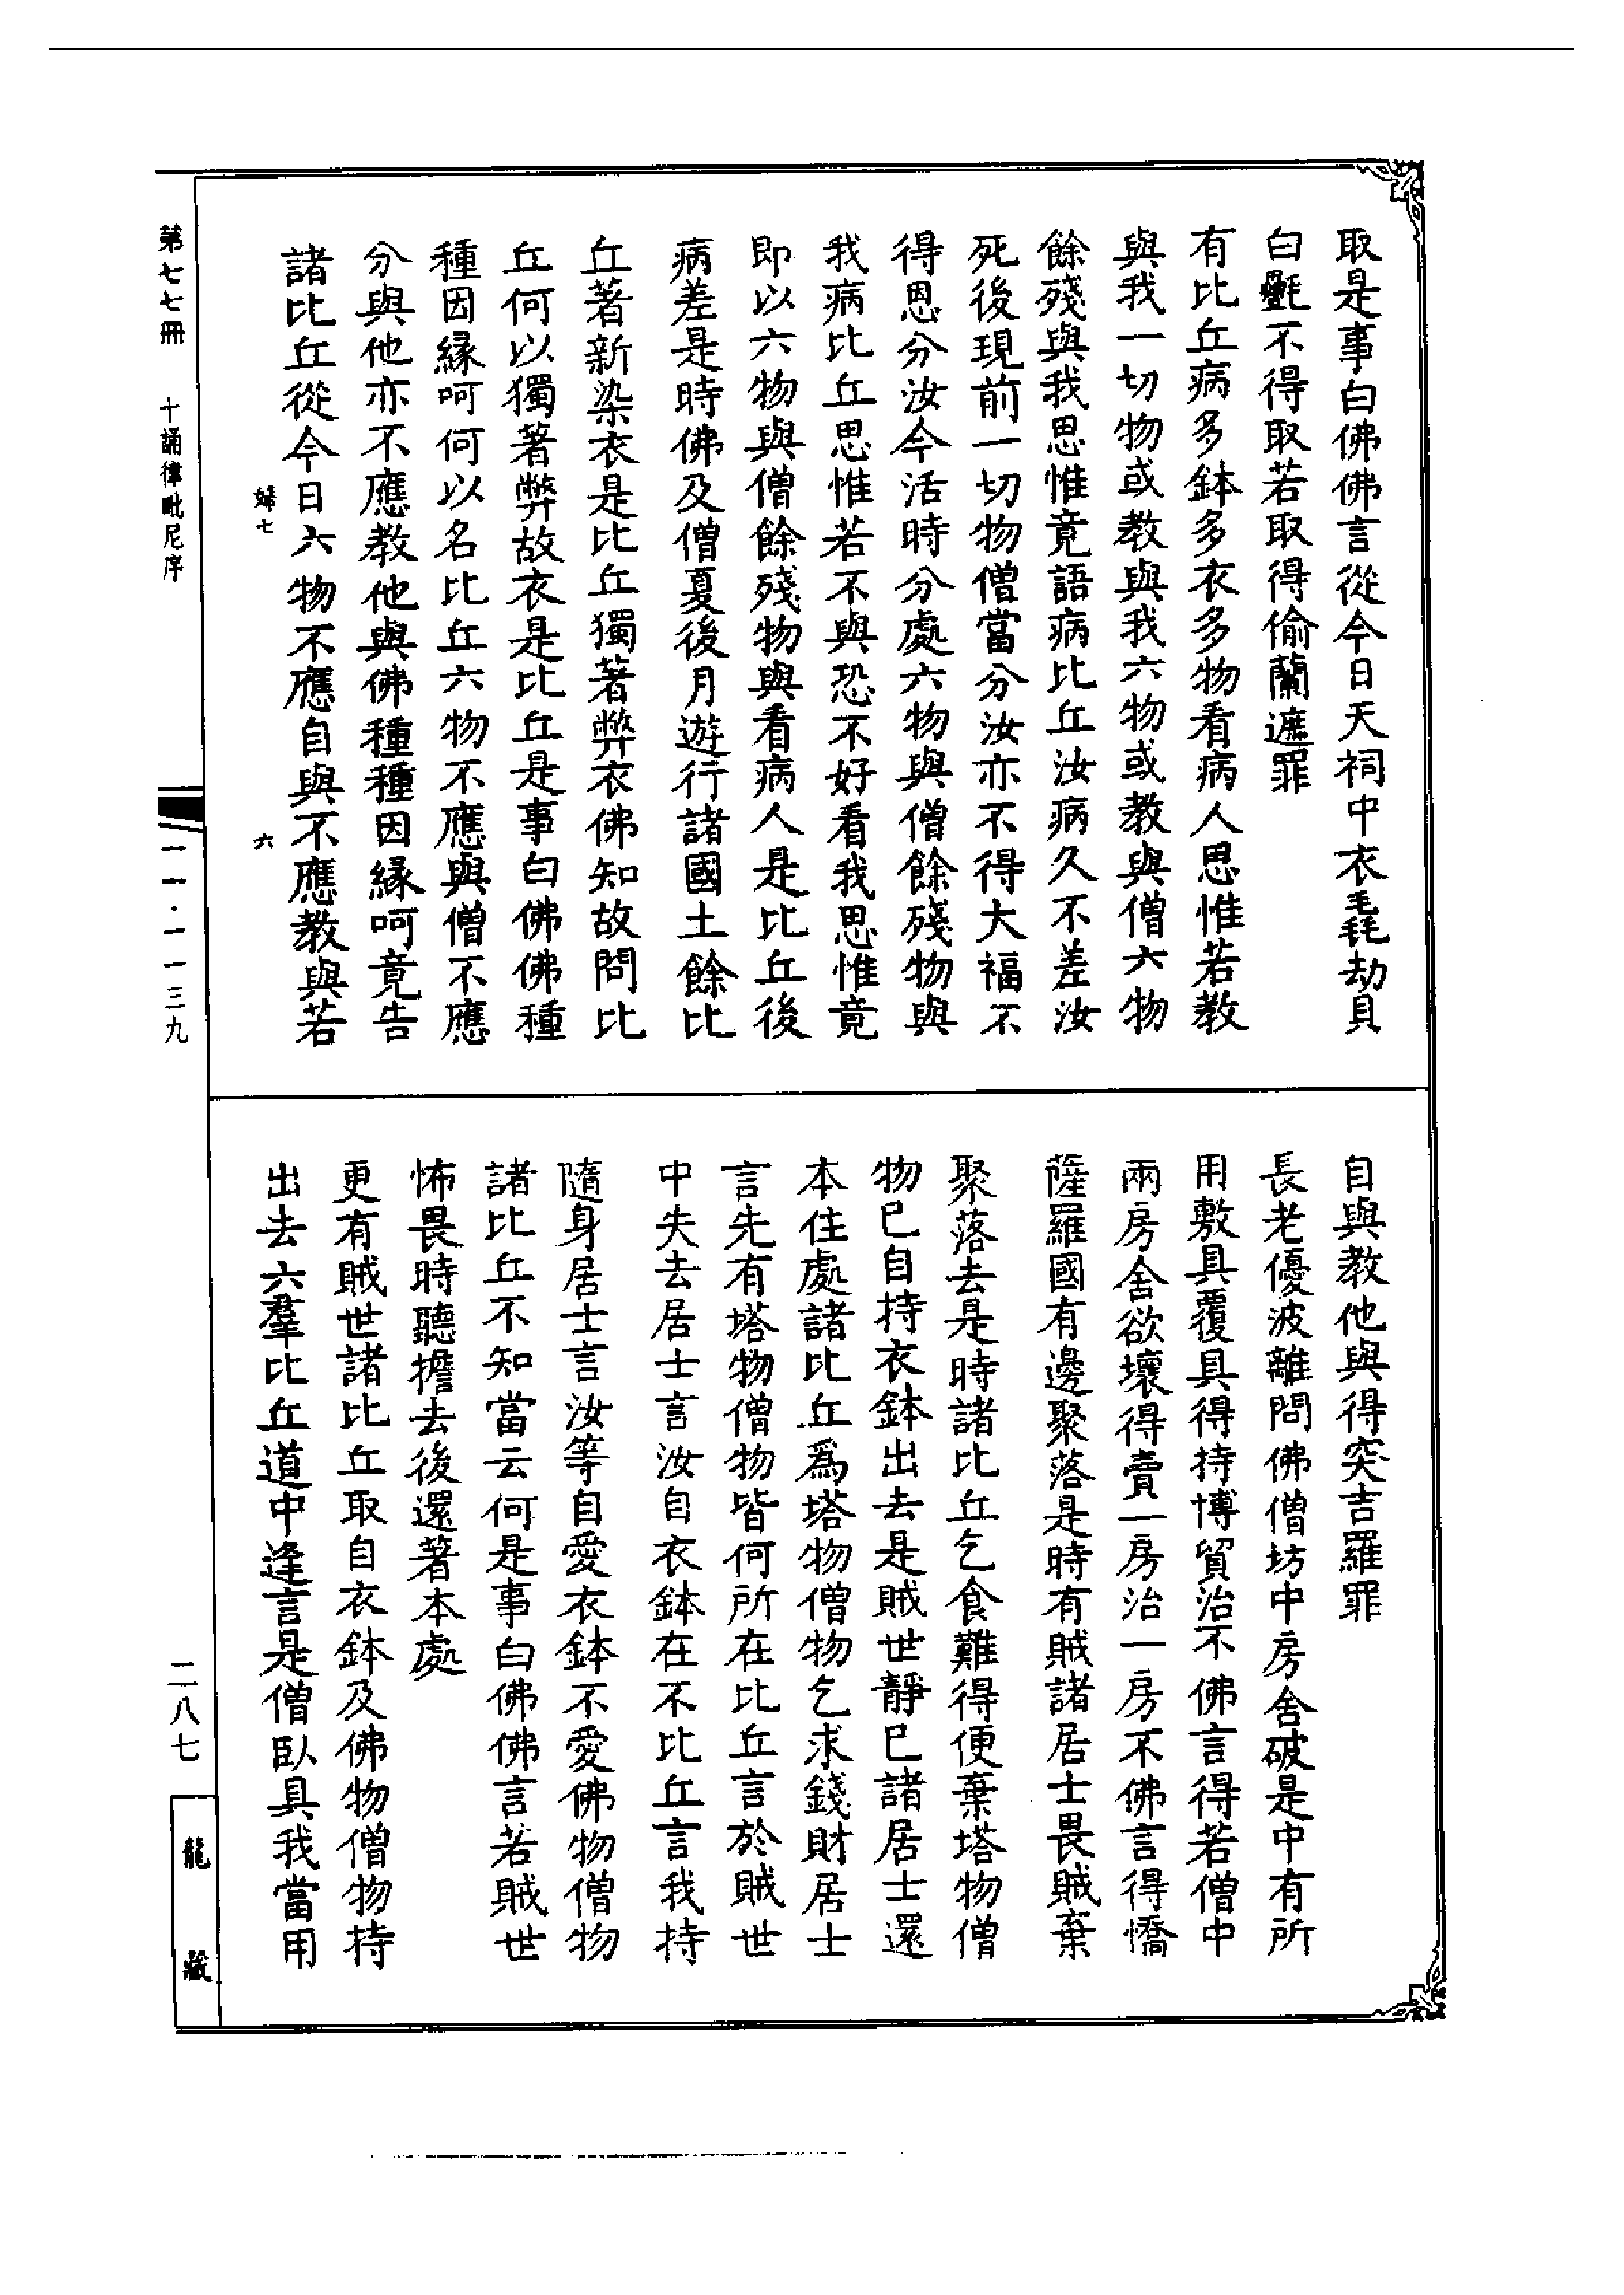 取是事白佛佛言從今日天祠中衣毳劫貝
白㲲不得取若取得偷蘭遮罪
有比丘病多鉢多衣多物看病人思惟若教
與我一切物或教與我六物或教與僧六物
餘殘與我思惟竟語病比丘汝病久不差汝
死後現前一切物僧當分汝亦不得大福不
得恩分汝今活時分處六物與僧餘殘物與
我病比丘思惟若不與恐不好看我思惟竟
即以六物與僧餘殘物與看病人是比丘後
病差是時佛及僧夏後月遊行諸國土餘比
丘著新染衣是比丘獨著弊衣佛知故問比
丘何以獨著弊故衣是比丘是事白佛佛種
種因緣呵何以名比丘六物不應與僧不應
分與他亦不應教他與佛種種因緣呵竟告
諸比丘從今日六物不應自與不應教與若
自與教他與得突吉羅罪
長老優波離問佛僧坊中房舍破是中有所
用敷具覆具得持博貿治不佛言得若僧中
兩房舍欲壞得賣一房治一房不佛言得憍
薩羅國有邊聚落是時有賊諸居士畏賊棄
聚落去是時諸比丘乞食難得便棄塔物僧
物已自持衣鉢出去是賊世靜已諸居士還
本住處諸比丘爲塔物僧物乞求錢財居士
言先有塔物僧物皆何所在比丘言於賊世
中失去居士言汝自衣鉢在不比丘言我持
隨身居士言汝等自愛衣鉢不愛佛物僧物
諸比丘不知當云何是事白佛佛言若賊世
怖畏時聽擔去後還著本處
更有賊世諸比丘取自衣鉢及佛物僧物持
出去六羣比丘道中逢言是僧臥具我當用
婦七
六
第七七冊
十誦律毗尼序
一一一·一一三九
二八七
龍藏